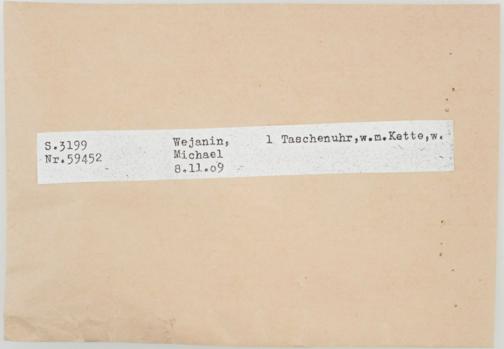 S.3199 Wejanin, 1 Taschenuhr,w.m.Kette,w.
Nr.59452 Michael
8.11.09